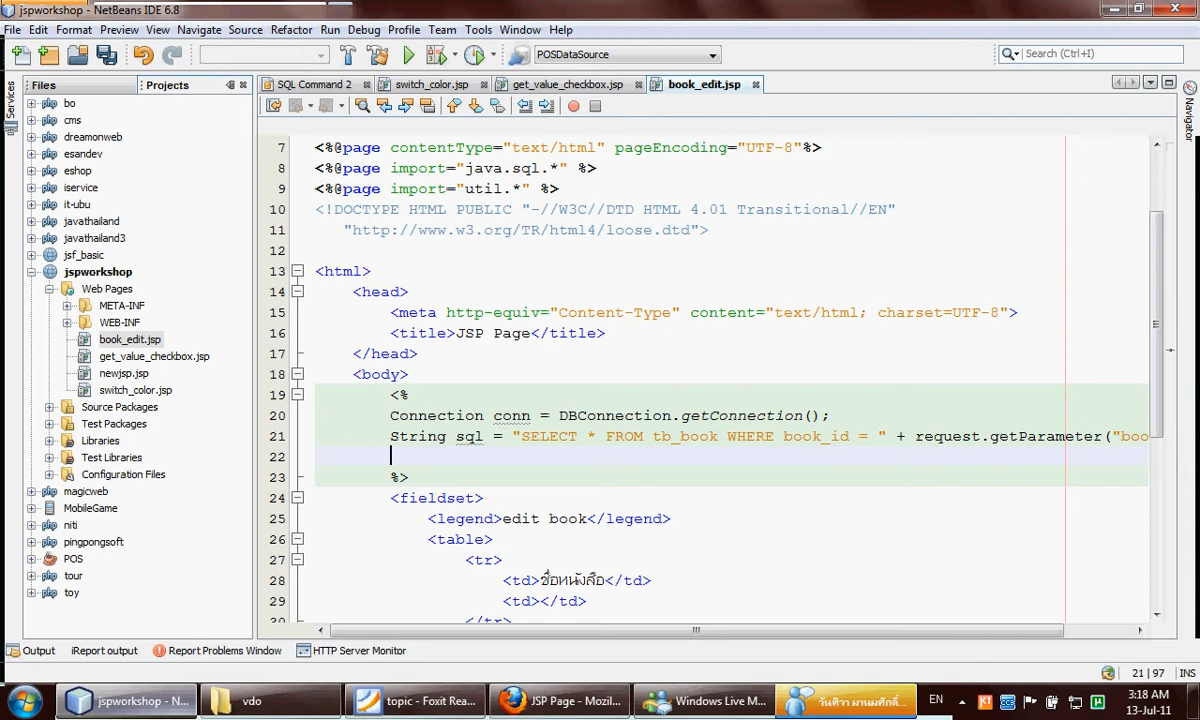 jspworkshop - NetBeans IDE 6.8
File Edit Format Preview View Navigate Source Refactor Run Debug Profile Team Tools Window Help
POSDataSource
Search (Ctrl+I)
Services
Files
Projects
SQL Command 2
switch_color.jsp
get_value_checkbox.jsp
book_edit.jsp
Navigator
bo
cms
dreamonweb
esandev
eshop
iservice
it-ubu
javathailand
javathailand3
jsf_basic
jspworkshop
Web Pages
META-INF
WEB-INF
book_edit.jsp
get_value_checkbox.jsp
newjsp.jsp
switch_color.jsp
Source Packages
Test Packages
Libraries
Test Libraries
Configuration Files
magicweb
MobileGame
niti
pingpongsoft
POS
tour
toy
7 <%@page contentType="text/html" pageEncoding="UTF-8"%>
8 <%@page import="java.sql.*" %>
9 <%@page import="util.*" %>
10 <!DOCTYPE HTML PUBLIC "-//W3C//DTD HTML 4.01 Transitional//EN"
11 "http://www.w3.org/TR/html4/loose.dtd">
12
13 <html>
14 <head>
15 <meta http-equiv="Content-Type" content="text/html; charset=UTF-8">
16 <title>JSP Page</title>
17 </head>
18 <body>
19 <%
20 Connection conn = DBConnection.getConnection();
21 String sql = "SELECT * FROM tb_book WHERE book_id = " + request.getParameter("boo
22
23 %>
24 <fieldset>
25 <legend>edit book</legend>
26 <table>
27 <tr>
28 <td>ชื่อหนังสือ</td>
29 <td></td>
30 </tr>
Output
iReport output
Report Problems Window
HTTP Server Monitor
21 | 97 INS
jspworkshop - N...
vdo
topic - Foxit Rea...
JSP Page - Mozil...
Windows Live M...
EN
3:18 AM
13-Jul-11